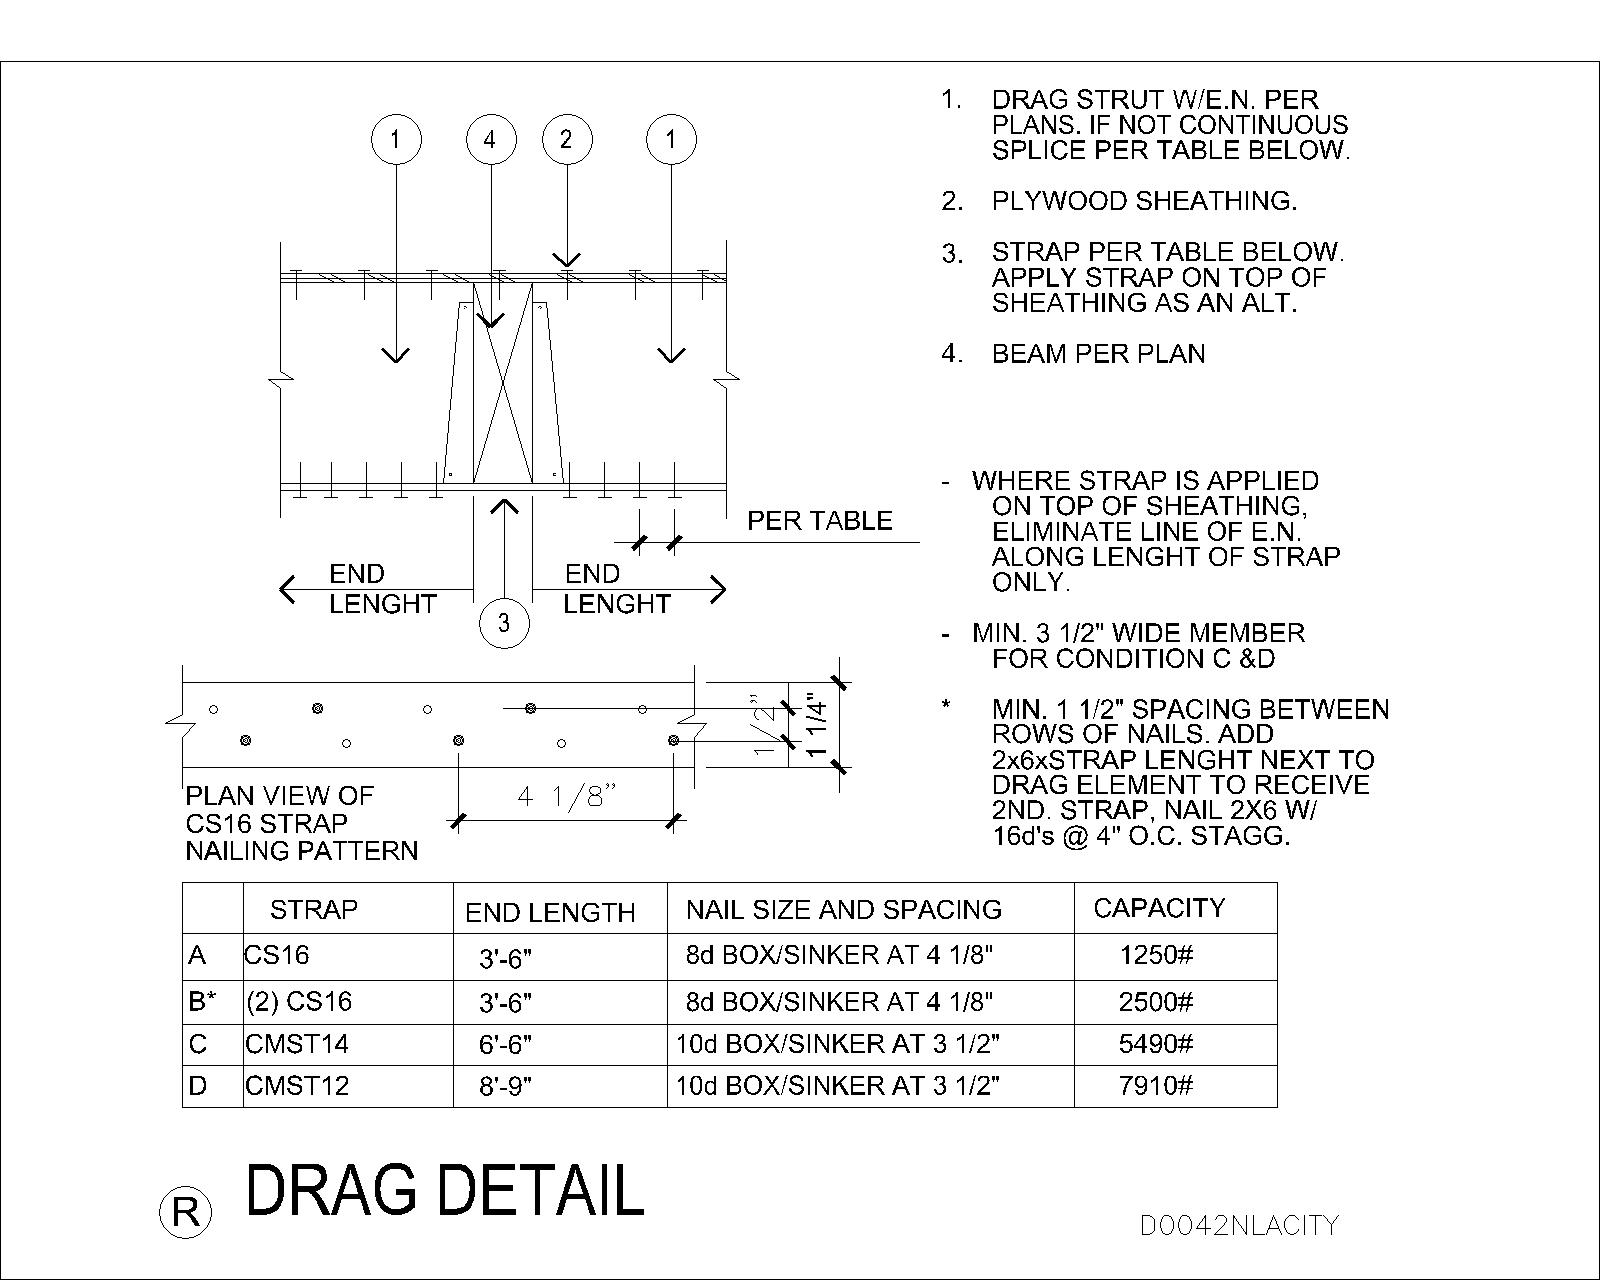 1
4
2
1
1. DRAG STRUT W/E.N. PER
PLANS. IF NOT CONTINUOUS
SPLICE PER TABLE BELOW.
2. PLYWOOD SHEATHING.
3. STRAP PER TABLE BELOW.
APPLY STRAP ON TOP OF
SHEATHING AS AN ALT.
4. BEAM PER PLAN
- WHERE STRAP IS APPLIED
ON TOP OF SHEATHING,
ELIMINATE LINE OF E.N.
ALONG LENGHT OF STRAP
ONLY.
- MIN. 3 1/2" WIDE MEMBER
FOR CONDITION C &D
* MIN. 1 1/2" SPACING BETWEEN
ROWS OF NAILS. ADD
2x6xSTRAP LENGHT NEXT TO
DRAG ELEMENT TO RECEIVE
2ND. STRAP, NAIL 2X6 W/
16d's @ 4" O.C. STAGG.
PER TABLE
END
LENGHT
END
LENGHT
3
1/2"
1 1/4"
4 1/8"
PLAN VIEW OF
CS16 STRAP
NAILING PATTERN
STRAP END LENGTH NAIL SIZE AND SPACING CAPACITY
A CS16 3'-6" 8d BOX/SINKER AT 4 1/8" 1250#
B* (2) CS16 3'-6" 8d BOX/SINKER AT 4 1/8" 2500#
C CMST14 6'-6" 10d BOX/SINKER AT 3 1/2" 5490#
D CMST12 8'-9" 10d BOX/SINKER AT 3 1/2" 7910#
R DRAG DETAIL
D0042NLACITY